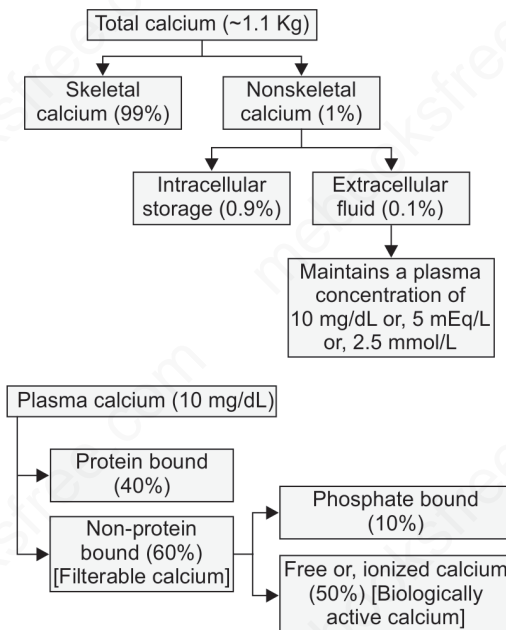 Total calcium (~1.1 Kg)
Skeletal
calcium (99%)
Nonskeletal
calcium (1%)
Intracellular
storage (0.9%)
Extracellular
fluid (0.1%)
Maintains a plasma
concentration of
10 mg/dL or, 5 mEq/L
or, 2.5 mmol/L
Plasma calcium (10 mg/dL)
Protein bound
(40%)
Non-protein
bound (60%)
[Filterable calcium]
Phosphate bound
(10%)
Free or, ionized calcium
(50%) [Biologically
active calcium]